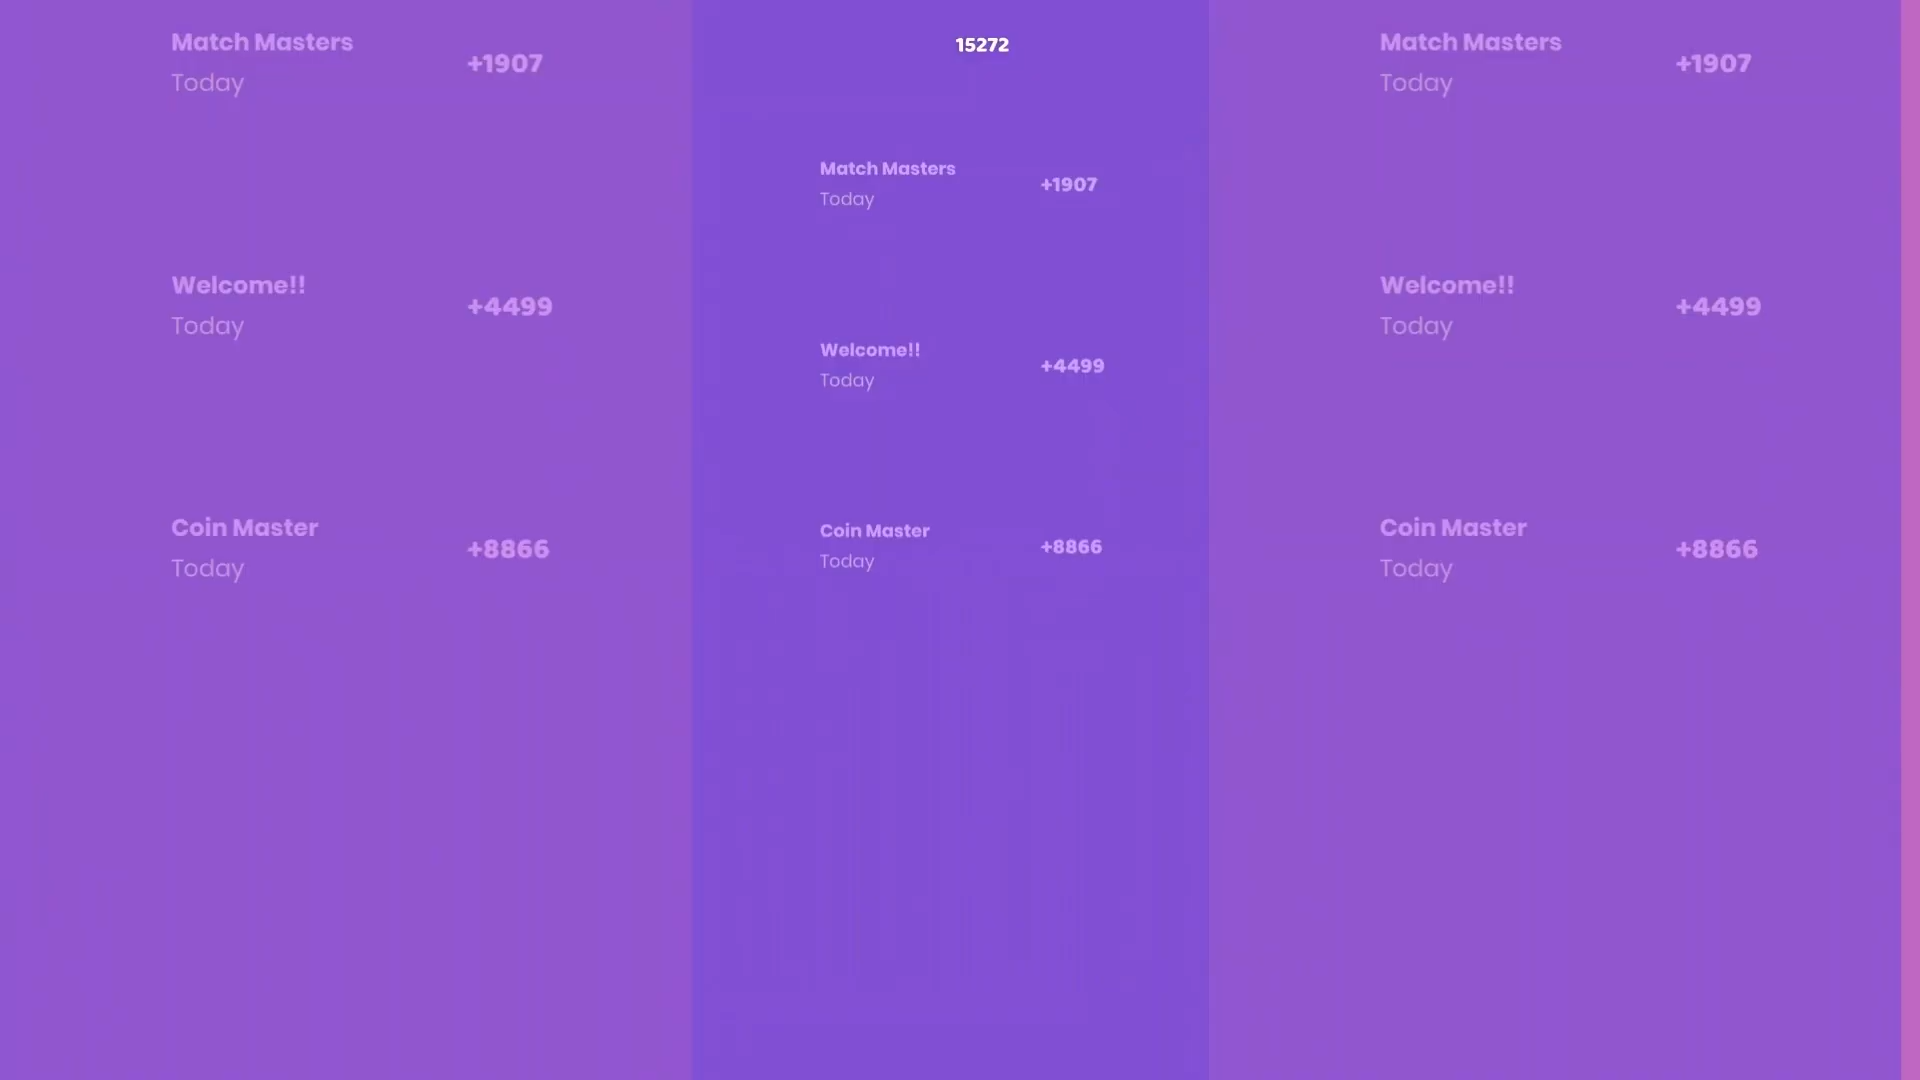 Match Masters
+1907
Today
Welcome!!
+4499
Today
Coin Master
+8866
Today
15272
Match Masters
+1907
Today
Welcome!!
+4499
Today
Coin Master
+8866
Today
Match Masters
+1907
Today
Welcome!!
+4499
Today
Coin Master
+8866
Today